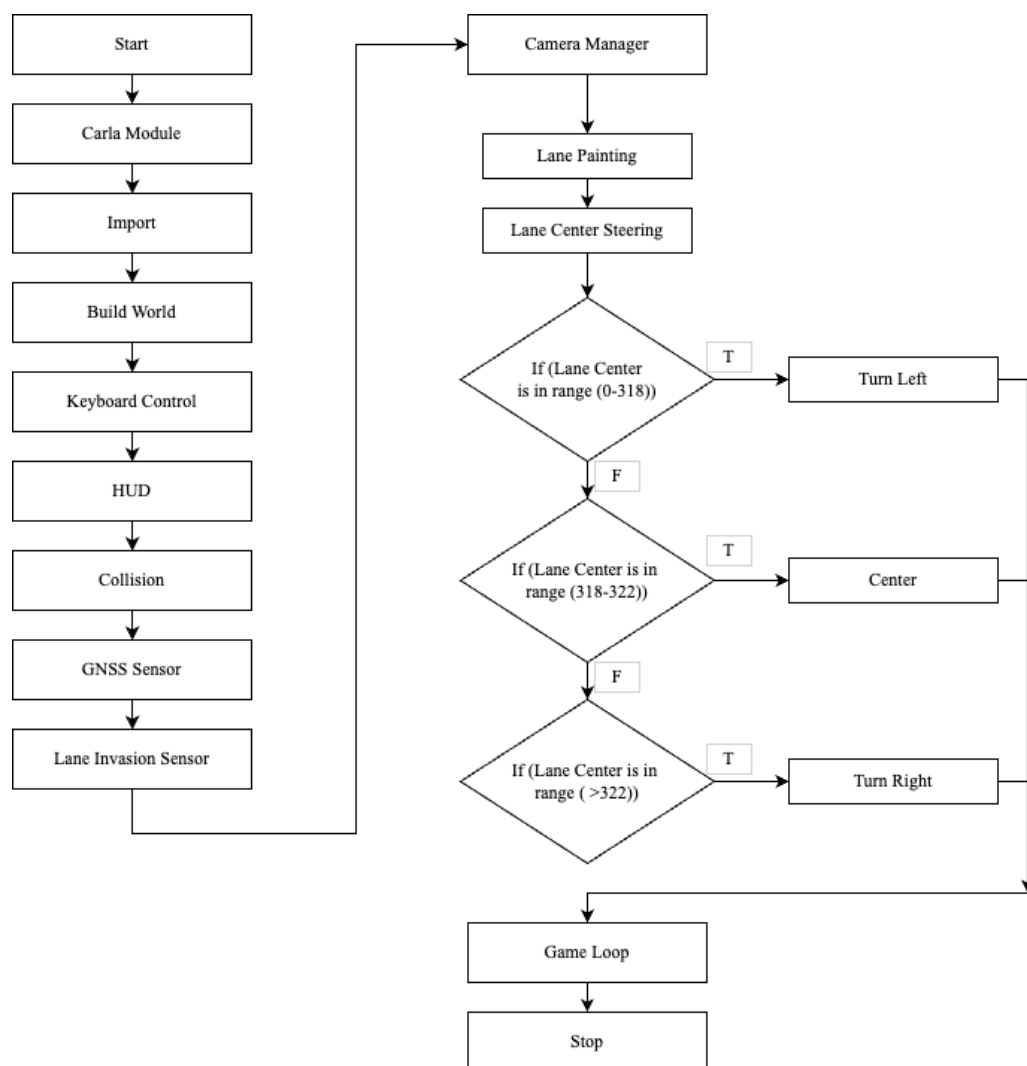 Start
Carla Module
Import
Build World
Keyboard Control
HUD
Collision
GNSS Sensor
Lane Invasion Sensor
Camera Manager
Lane Painting
Lane Center Steering
If (Lane Center
is in range (0-318))
T
Turn Left
F
If (Lane Center is in
range (318-322))
T
Center
F
If (Lane Center is in
range ( >322))
T
Turn Right
Game Loop
Stop